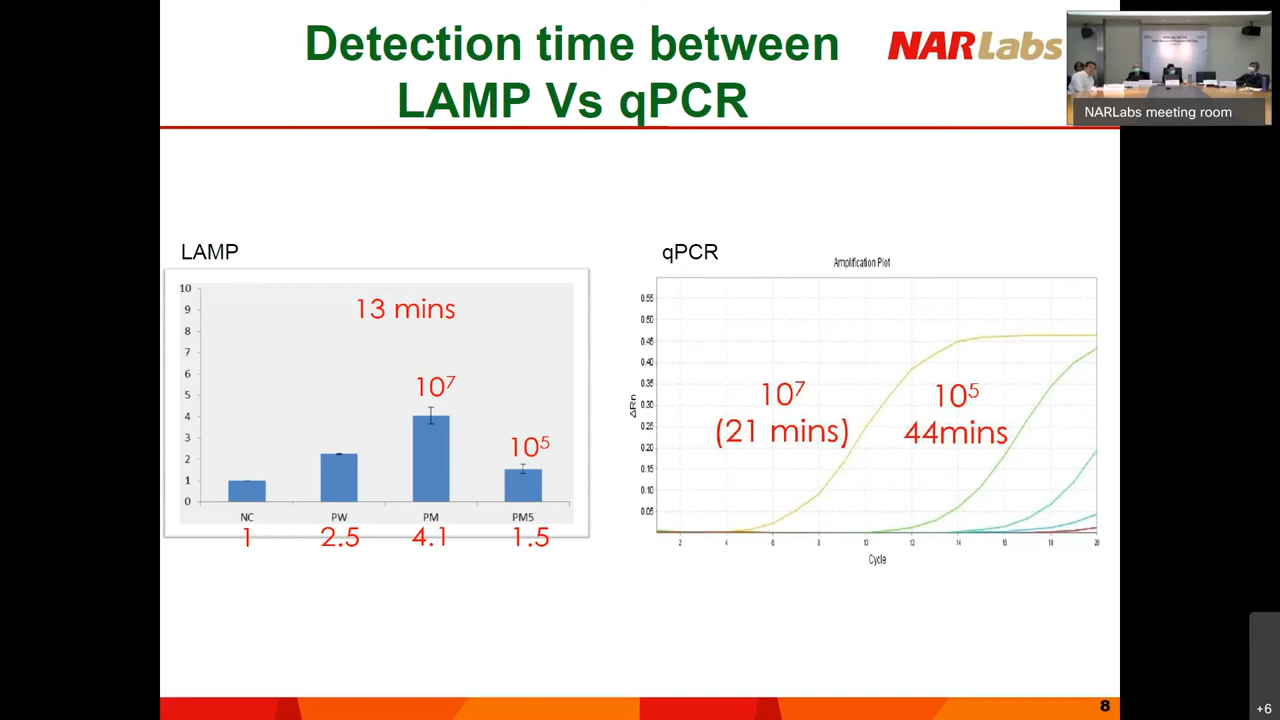 Detection time between
LAMP Vs qPCR
NARLabs
NARLabs meeting room
LAMP
10
9
8
7
6
5
4
3
2
1
0
13 mins
10⁷
10⁵
NC PW PM PM5
1 2.5 4.1 1.5
qPCR
Amplification Plot
0.55
0.50
0.45
0.40
0.35
0.30
0.25
0.20
0.15
0.10
0.05
ΔRn
10⁷
(21 mins)
10⁵
44mins
2 4 6 8 10 12 14 16 18 20
Cycle
8
+6